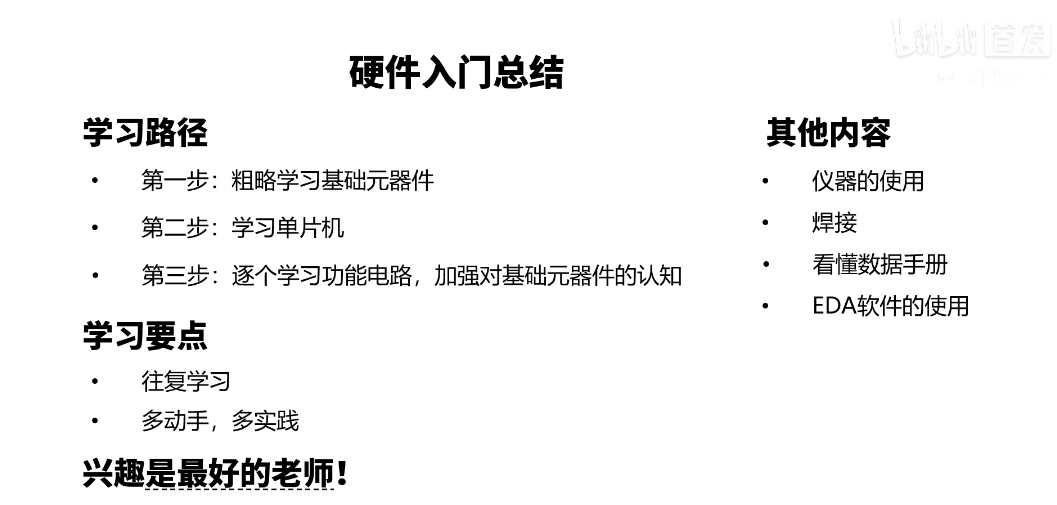 bilibili 首发
硬件入门总结
学习路径
• 第一步：粗略学习基础元器件
• 第二步：学习单片机
• 第三步：逐个学习功能电路，加强对基础元器件的认知
学习要点
• 往复学习
• 多动手，多实践
兴趣是最好的老师！
其他内容
• 仪器的使用
• 焊接
• 看懂数据手册
• EDA软件的使用